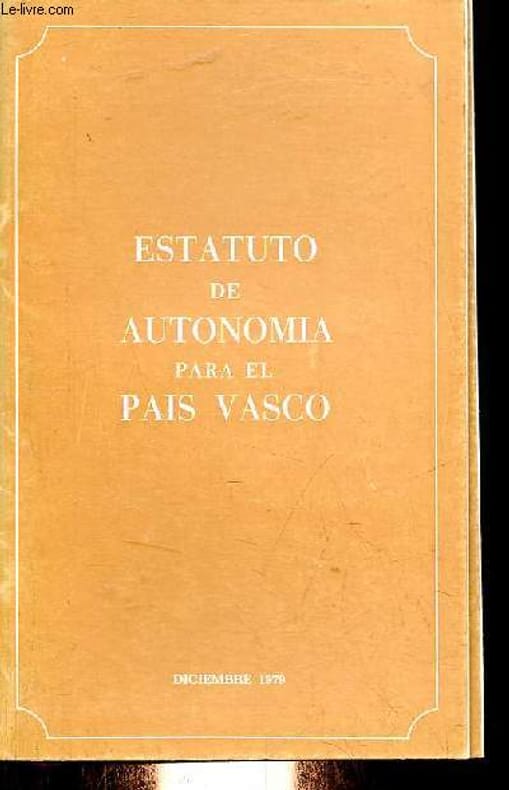 Le-livre.com
ESTATUTO
DE
AUTONOMIA
PARA EL
PAIS VASCO
DICIEMBRE 1979